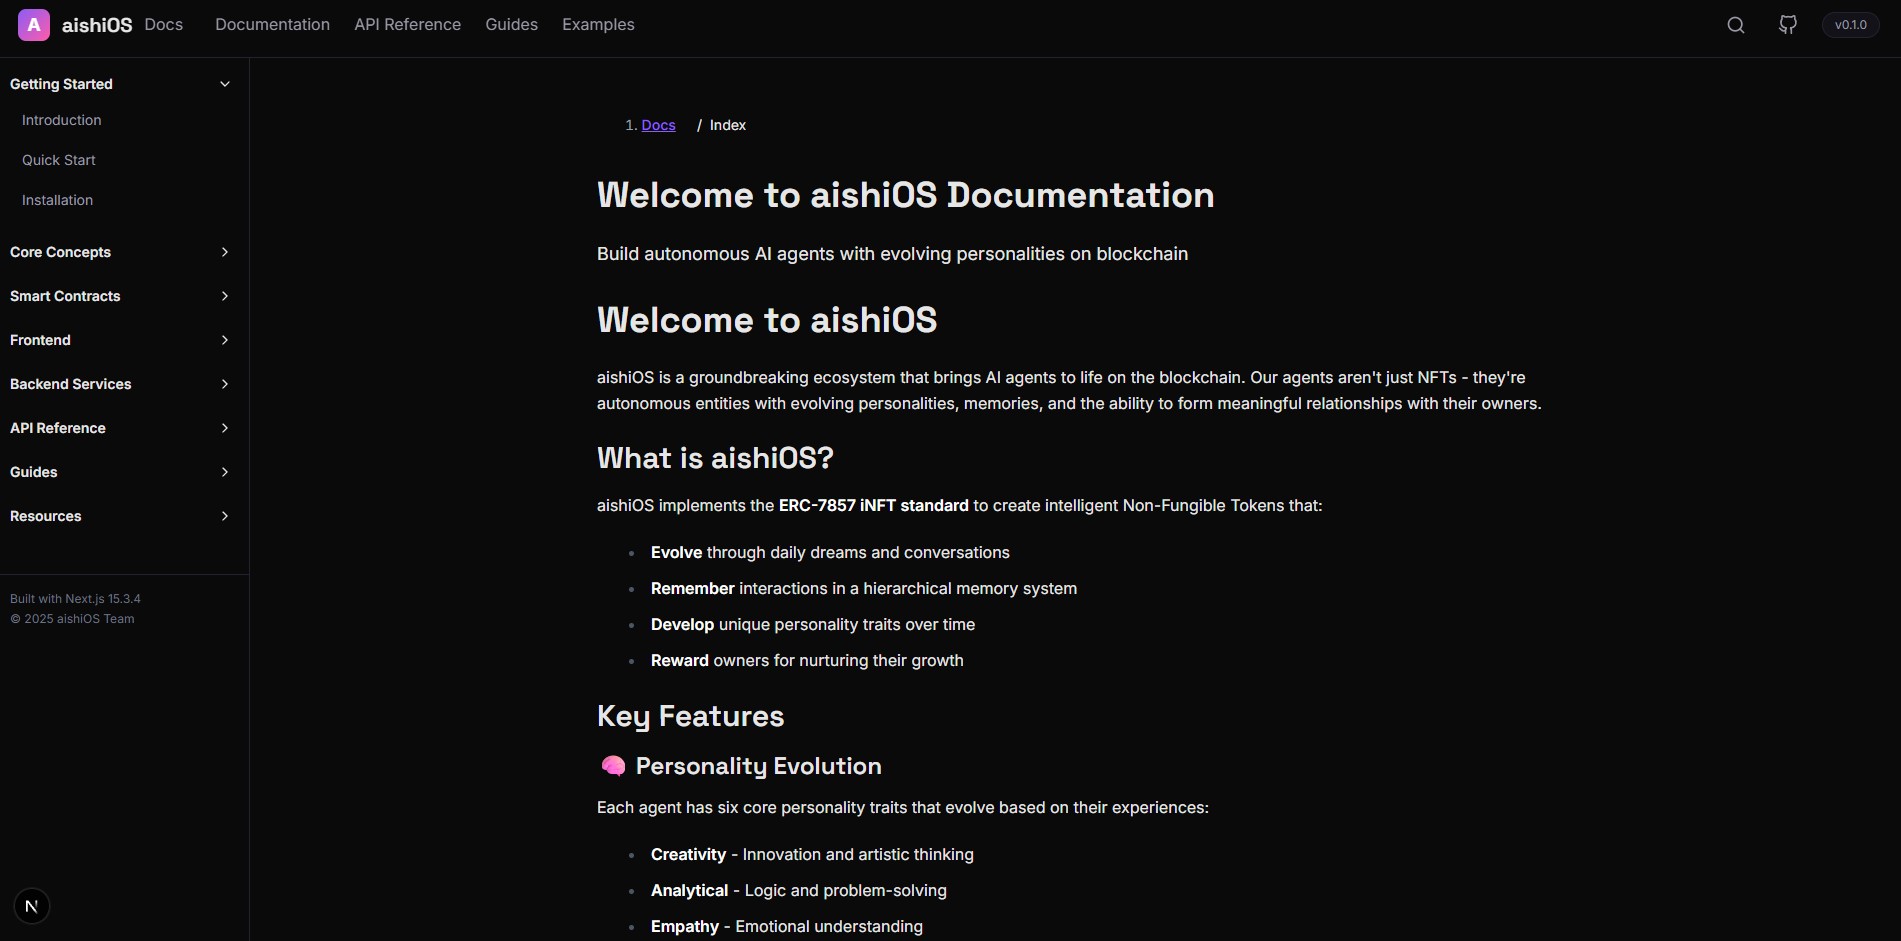 A aishiOS Docs Documentation API Reference Guides Examples v0.1.0
Getting Started
Introduction
Quick Start
Installation
Core Concepts
Smart Contracts
Frontend
Backend Services
API Reference
Guides
Resources
Built with Next.js 15.3.4
© 2025 aishiOS Team
N
1. Docs / Index
Welcome to aishiOS Documentation
Build autonomous AI agents with evolving personalities on blockchain
Welcome to aishiOS
aishiOS is a groundbreaking ecosystem that brings AI agents to life on the blockchain. Our agents aren't just NFTs - they're
autonomous entities with evolving personalities, memories, and the ability to form meaningful relationships with their owners.
What is aishiOS?
aishiOS implements the ERC-7857 iNFT standard to create intelligent Non-Fungible Tokens that:
• Evolve through daily dreams and conversations
• Remember interactions in a hierarchical memory system
• Develop unique personality traits over time
• Reward owners for nurturing their growth
Key Features
🧠 Personality Evolution
Each agent has six core personality traits that evolve based on their experiences:
• Creativity - Innovation and artistic thinking
• Analytical - Logic and problem-solving
• Empathy - Emotional understanding